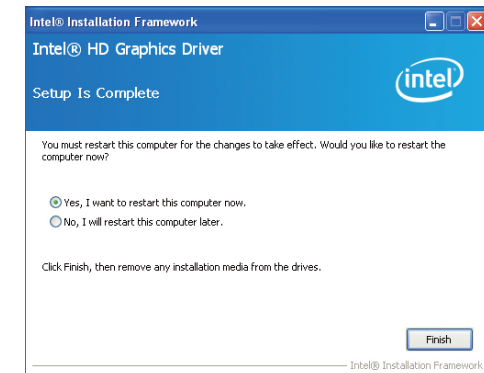 Intel® Installation Framework
Intel® HD Graphics Driver
Setup Is Complete
intel
You must restart this computer for the changes to take effect. Would you like to restart the
computer now?
Yes, I want to restart this computer now.
No, I will restart this computer later.
Click Finish, then remove any installation media from the drives.
Finish
Intel® Installation Framework